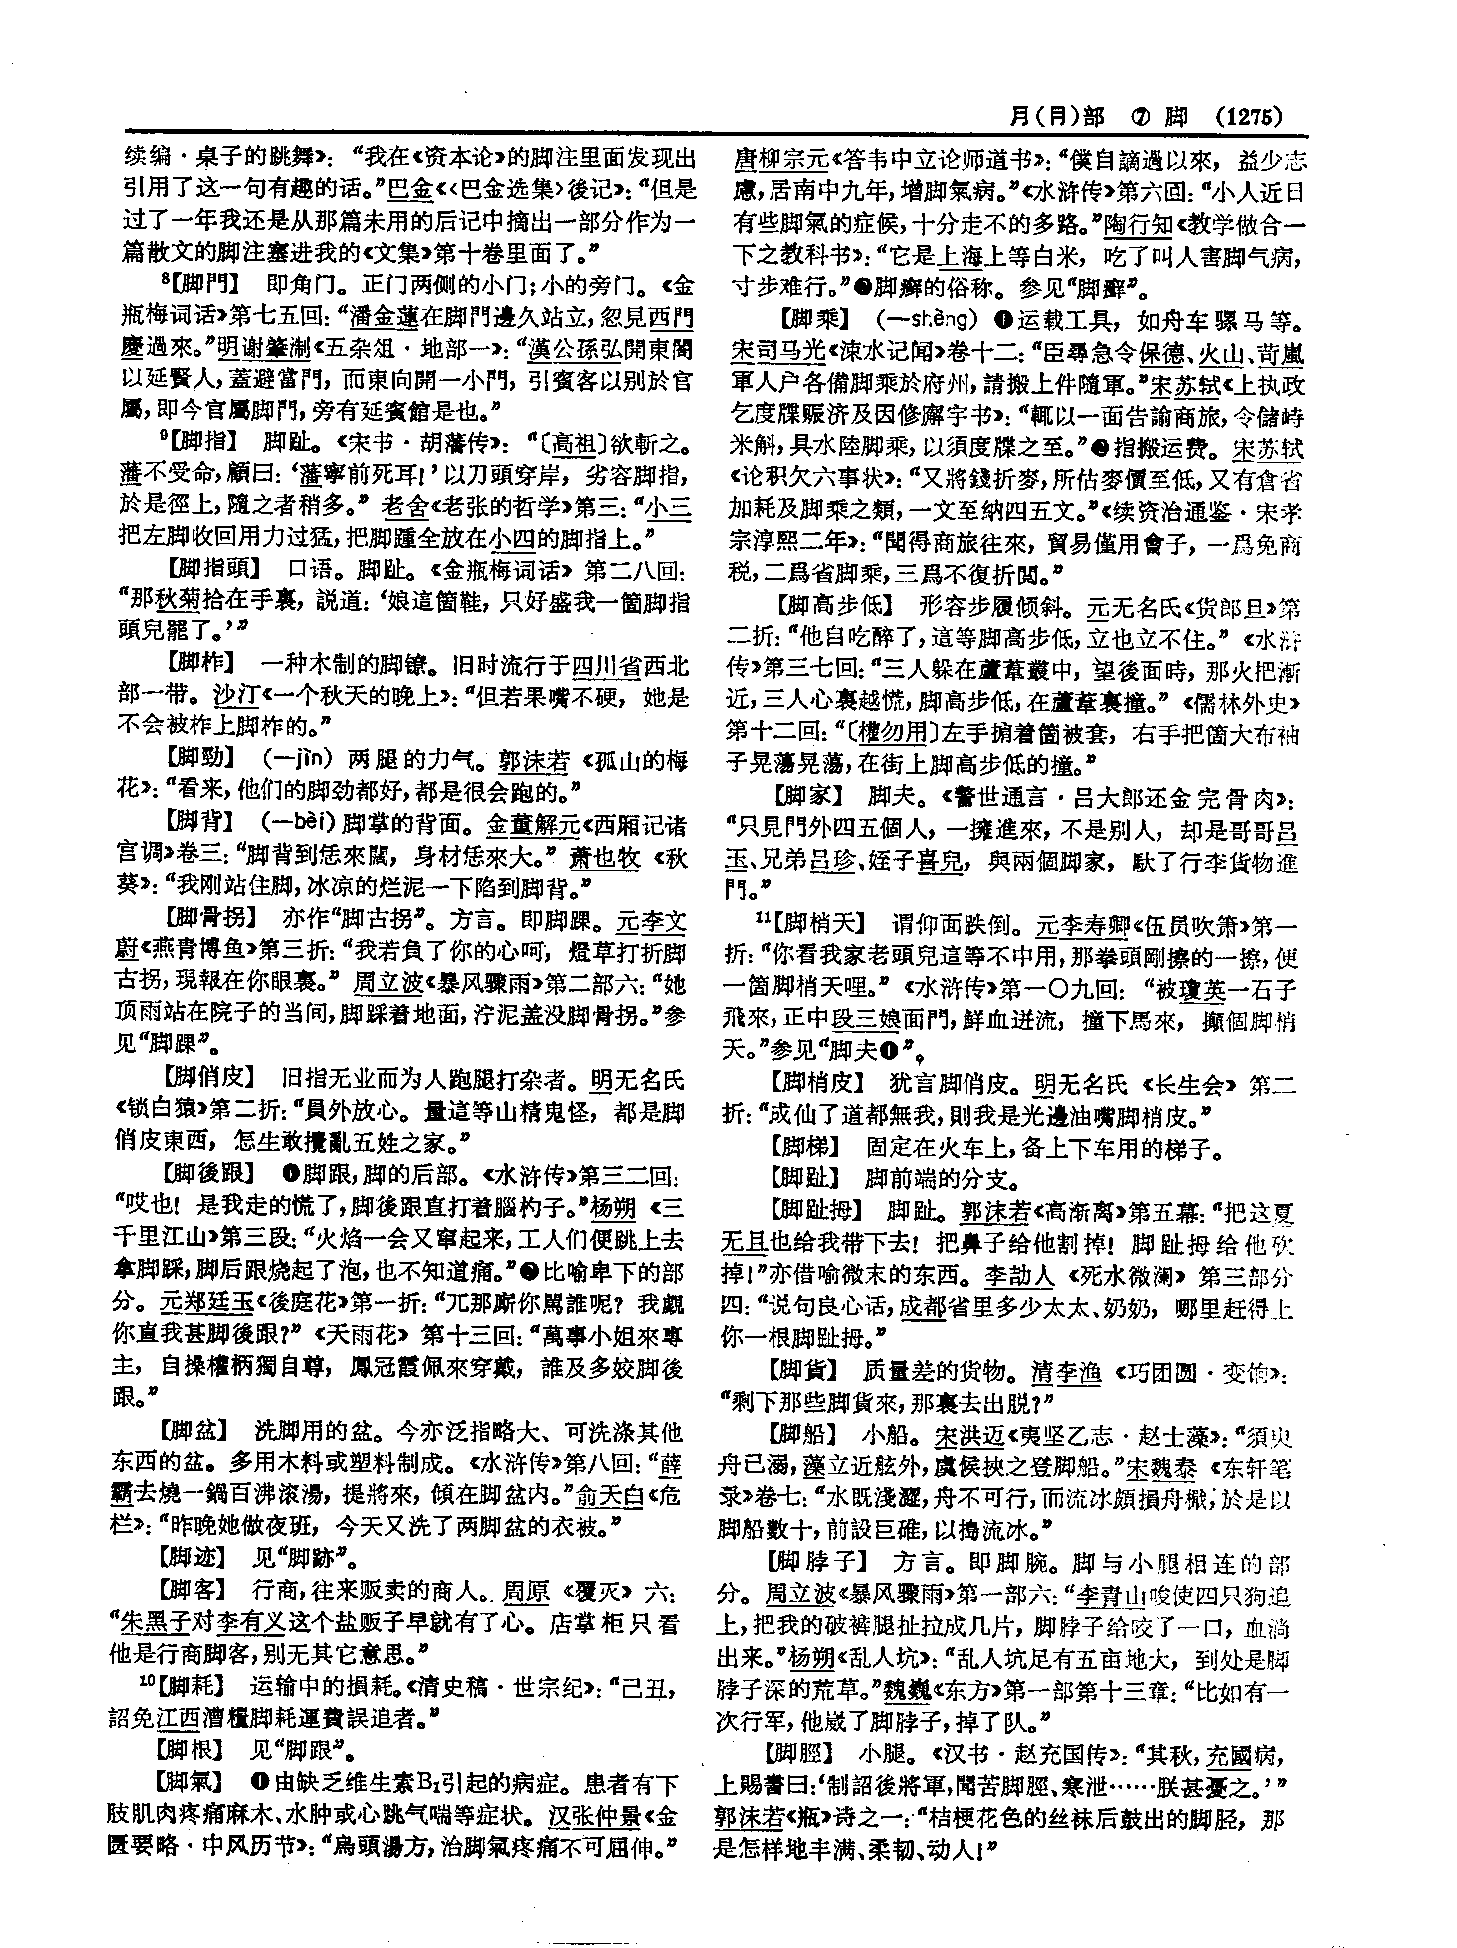 月(⺝)部 ⑦ 脚 (1275)
续编·桌子的跳舞》：“我在《资本论》的脚注里面发现出
引用了这一句有趣的话。”巴金《〈巴金选集〉後记》：“但是
过了一年我还是从那篇未用的后记中摘出一部分作为一
篇散文的脚注塞进我的《文集》第十卷里面了。”
⁸【脚門】 即角门。正门两侧的小门；小的旁门。《金
瓶梅词话》第七五回：“潘金蓮在脚門邊久站立，忽見西門
慶過來。”明谢肇淛《五杂俎·地部一》：“漢公孫弘開東閣
以延賢人，蓋避當門，而東向開一小門，引賓客以别於官
屬，即今官屬脚門，旁有延賓館是也。”
⁹【脚指】 脚趾。《宋书·胡藩传》：“〔高祖〕欲斬之。
藩不受命，顧曰：‘藩寧前死耳！’以刀頭穿岸，劣容脚指，
於是徑上，隨之者稍多。”老舍《老张的哲学》第三：“小三
把左脚收回用力过猛，把脚踵全放在小四的脚指上。”
【脚指頭】 口语。脚趾。《金瓶梅词话》第二八回：
“那秋菊拾在手裏，説道：‘娘這箇鞋，只好盛我一箇脚指
頭兒罷了。’”
【脚柞】 一种木制的脚镣。旧时流行于四川省西北
部一带。沙汀《一个秋天的晚上》：“但若果嘴不硬，她是
不会被柞上脚柞的。”
【脚勁】 (—jìn) 两腿的力气。郭沫若《孤山的梅
花》：“看来，他们的脚劲都好，都是很会跑的。”
【脚背】 (—bèi) 脚掌的背面。金董解元《西厢记诸
宫调》卷三：“脚背到恁來闊，身材恁來大。”萧也牧《秋
葵》：“我刚站住脚，冰凉的烂泥一下陷到脚背。”
【脚骨拐】 亦作“脚古拐”。方言。即脚踝。元李文
蔚《燕青博鱼》第三折：“我若負了你的心呵，燈草打折脚
古拐，現報在你眼裏。”周立波《暴风骤雨》第二部六：“她
顶雨站在院子的当间，脚踩着地面，泞泥盖没脚骨拐。”参
见“脚踝”。
【脚俏皮】 旧指无业而为人跑腿打杂者。明无名氏
《锁白猿》第二折：“員外放心。量這等山精鬼怪，都是脚
俏皮東西，怎生敢攪亂五姓之家。”
【脚後跟】 ❶脚跟，脚的后部。《水浒传》第三二回：
“哎也！是我走的慌了，脚後跟直打着腦杓子。”杨朔《三
千里江山》第三段：“火焰一会又窜起来，工人们便跳上去
拿脚踩，脚后跟烧起了泡，也不知道痛。”❷比喻卑下的部
分。元郑廷玉《後庭花》第一折：“兀那廝你駡誰呢？我覷
你直我甚脚後跟？”《天雨花》第十三回：“萬事小姐來專
主，自操權柄獨自尊，鳳冠霞佩來穿戴，誰及多姣脚後
跟。”
【脚盆】 洗脚用的盆。今亦泛指略大、可洗涤其他
东西的盆。多用木料或塑料制成。《水浒传》第八回：“薛
霸去燒一鍋百沸滚湯，提將來，傾在脚盆内。”俞天白《危
栏》：“昨晚她做夜班，今天又洗了两脚盆的衣被。”
【脚迹】 见“脚跡”。
【脚客】 行商，往来贩卖的商人。周原《覆灭》六：
“朱黑子对李有义这个盐贩子早就有了心。店掌柜只看
他是行商脚客，别无其它意思。”
¹⁰【脚耗】 运输中的損耗。《清史稿·世宗纪》：“己丑，
詔免江西漕糧脚耗運費誤追者。”
【脚根】 见“脚跟”。
【脚氣】 ❶由缺乏维生素B₁引起的病症。患者有下
肢肌肉疼痛麻木、水肿或心跳气喘等症状。汉张仲景《金
匮要略·中风历节》：“烏頭湯方，治脚氣疼痛不可屈伸。”
唐柳宗元《答韦中立论师道书》：“僕自謫過以來，益少志
慮，居南中九年，增脚氣病。”《水浒传》第六回：“小人近日
有些脚氣的症候，十分走不的多路。”陶行知《教学做合一
下之教科书》：“它是上海上等白米，吃了叫人害脚气病，
寸步难行。”❷脚癣的俗称。参见“脚癬”。
【脚乘】 (—shèng) ❶运载工具，如舟车骡马等。
宋司马光《涑水记闻》卷十二：“臣尋急令保德、火山、苛嵐
軍人户各備脚乘於府州，請搬上件隨軍。”宋苏轼《上执政
乞度牒赈济及因修廨宇书》：“輒以一面告諭商旅，令儲峙
米斛，具水陸脚乘，以須度牒之至。”❷指搬运费。宋苏轼
《论积欠六事状》：“又將錢折麥，所估麥價至低，又有倉省
加耗及脚乘之類，一文至納四五文。”《续资治通鉴·宋孝
宗淳熙二年》：“聞得商旅往來，貿易僅用會子，一爲免商
税，二爲省脚乘，三爲不復折閲。”
【脚高步低】 形容步履倾斜。元无名氏《货郎旦》第
二折：“他自吃醉了，這等脚高步低，立也立不住。”《水浒
传》第三七回：“三人躲在蘆葦叢中，望後面時，那火把漸
近，三人心裏越慌，脚高步低，在蘆葦裏撞。”《儒林外史》
第十二回：“〔權勿用〕左手掮着箇被套，右手把箇大布袖
子晃蕩晃蕩，在街上脚高步低的撞。”
【脚家】 脚夫。《警世通言·吕大郎还金完骨肉》：
“只見門外四五個人，一擁進來，不是别人，却是哥哥吕
玉、兄弟吕珍、姪子喜兒，與兩個脚家，馱了行李貨物進
門。”
¹¹【脚梢天】 谓仰面跌倒。元李寿卿《伍员吹箫》第一
折：“你看我家老頭兒這等不中用，那拳頭剛擦的一擦，便
一箇脚梢天哩。”《水浒传》第一〇九回：“被瓊英一石子
飛來，正中段三娘面門，鮮血迸流，撞下馬來，攧個脚梢
天。”参见“脚夫❶”。
【脚梢皮】 犹言脚俏皮。明无名氏《长生会》第二
折：“成仙了道都無我，則我是光邊油嘴脚梢皮。”
【脚梯】 固定在火车上，备上下车用的梯子。
【脚趾】 脚前端的分支。
【脚趾拇】 脚趾。郭沫若《高渐离》第五幕：“把这夏
无且也给我带下去！把鼻子给他割掉！脚趾拇给他砍
掉！”亦借喻微末的东西。李劼人《死水微澜》第三部分
四：“说句良心话，成都省里多少太太、奶奶，哪里赶得上
你一根脚趾拇。”
【脚貨】 质量差的货物。清李渔《巧团圆·变饷》：
“剩下那些脚貨來，那裏去出脱？”
【脚船】 小船。宋洪迈《夷坚乙志·赵士藻》：“須臾
舟已溺，藻立近舷外，虞候挾之登脚船。”宋魏泰《东轩笔
录》卷七：“水既淺澀，舟不可行，而流冰頗損舟楫，於是以
脚船數十，前設巨碓，以搗流冰。”
【脚脖子】 方言。即脚腕。脚与小腿相连的部
分。周立波《暴风骤雨》第一部六：“李青山唆使四只狗追
上，把我的破裤腿扯拉成几片，脚脖子给咬了一口，血淌
出来。”杨朔《乱人坑》：“乱人坑足有五亩地大，到处是脚
脖子深的荒草。”魏巍《东方》第一部第十三章：“比如有一
次行军，他崴了脚脖子，掉了队。”
【脚脛】 小腿。《汉书·赵充国传》：“其秋，充國病，
上賜書曰：‘制詔後將軍，聞苦脚脛、寒泄……朕甚憂之。’”
郭沫若《瓶》诗之一：“桔梗花色的丝袜后鼓出的脚胫，那
是怎样地丰满、柔韧、动人！”